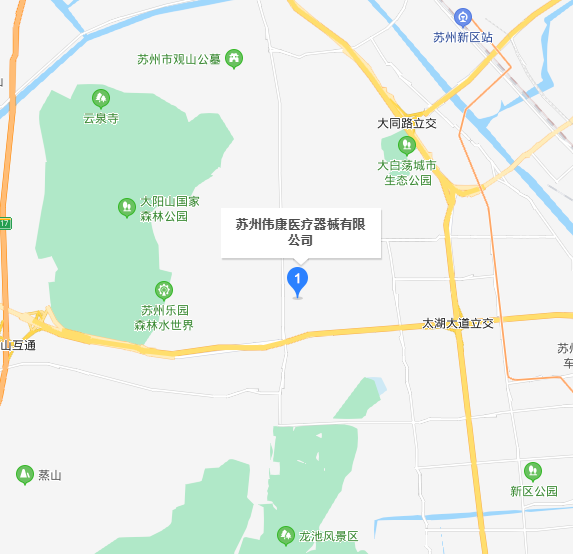 苏州新区站
苏州市观山公墓
云泉寺
大同路立交
大白荡城市
生态公园
大阳山国家
森林公园
17
苏州伟康医疗器械有限
公司
1
苏州乐园
森林水世界
太湖大道立交
山互通
苏州
车
蒸山
新区公园
龙池风景区